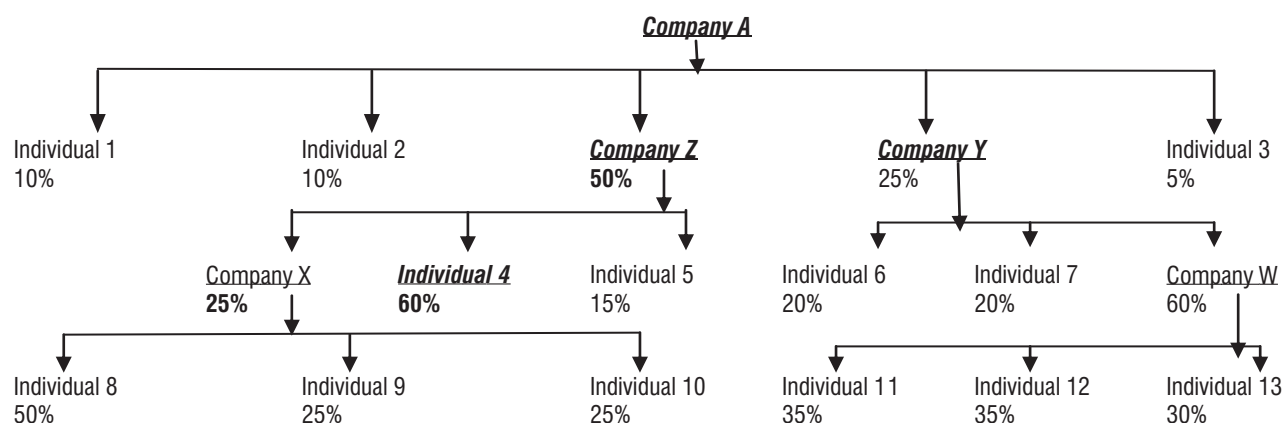 Company A
Individual 1
10%
Individual 2
10%
Company Z
50%
Company Y
25%
Individual 3
5%
Company X
25%
Individual 4
60%
Individual 5
15%
Individual 6
20%
Individual 7
20%
Company W
60%
Individual 8
50%
Individual 9
25%
Individual 10
25%
Individual 11
35%
Individual 12
35%
Individual 13
30%